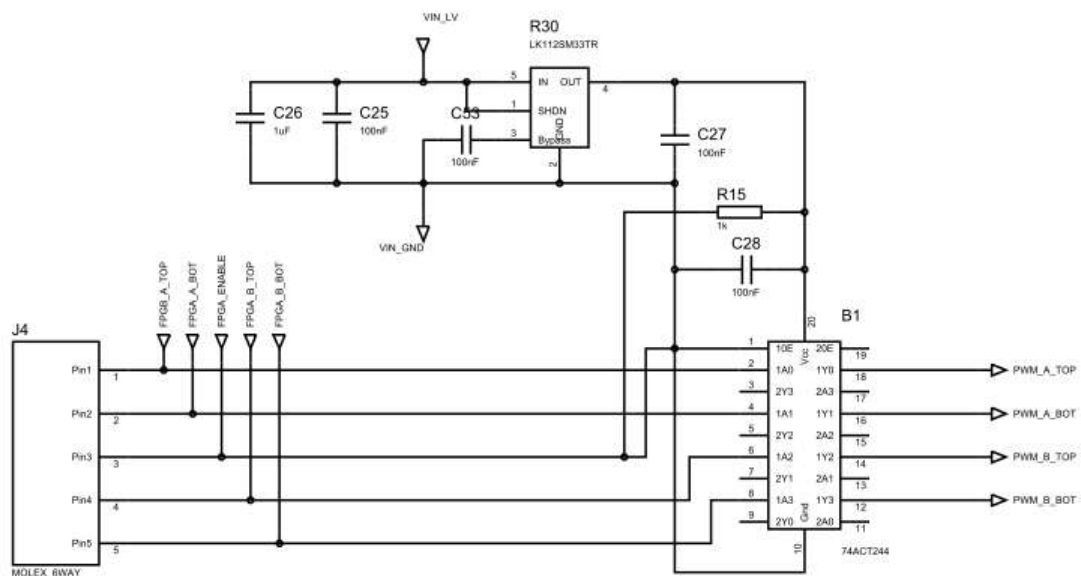 VIN_LV
R30
LK112SM33TR
5 IN OUT 4
1 SHDN
3 Bypass
GND
2
C26
1uF
C25
100nF
C53
100nF
C27
100nF
R15
1k
C28
100nF
VIN_GND
FPGB_A_TOP
FPGA_A_BOT
FPGA_ENABLE
FPGA_B_TOP
FPGA_B_BOT
J4
Pin1 1
Pin2 2
Pin3 3
Pin4 4
Pin5 5
MOLEX_6WAY
B1
20
Vcc
1 1OE 2OE 19
2 1A0 1Y0 18
3 2Y3 2A3 17
4 1A1 1Y1 16
5 2Y2 2A2 15
6 1A2 1Y2 14
7 2Y1 2A1 13
8 1A3 1Y3 12
9 2Y0 2A0 11
Gnd
10
74ACT244
PWM_A_TOP
PWM_A_BOT
PWM_B_TOP
PWM_B_BOT